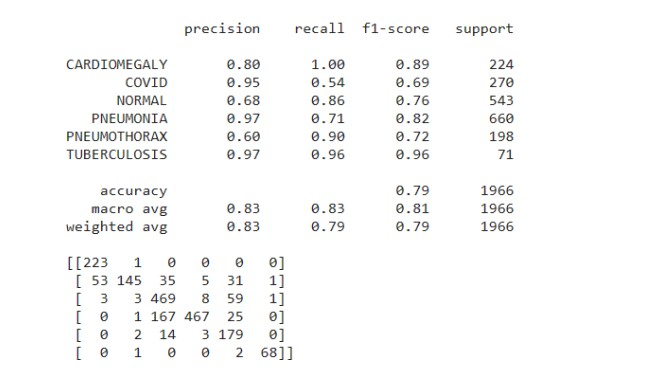 precision recall f1-score support
CARDIOMEGALY 0.80 1.00 0.89 224
COVID 0.95 0.54 0.69 270
NORMAL 0.68 0.86 0.76 543
PNEUMONIA 0.97 0.71 0.82 660
PNEUMOTHORAX 0.60 0.90 0.72 198
TUBERCULOSIS 0.97 0.96 0.96 71
accuracy 0.79 1966
macro avg 0.83 0.83 0.81 1966
weighted avg 0.83 0.79 0.79 1966
[[223 1 0 0 0 0]
[ 53 145 35 5 31 1]
[ 3 3 469 8 59 1]
[ 0 1 167 467 25 0]
[ 0 2 14 3 179 0]
[ 0 1 0 0 2 68]]